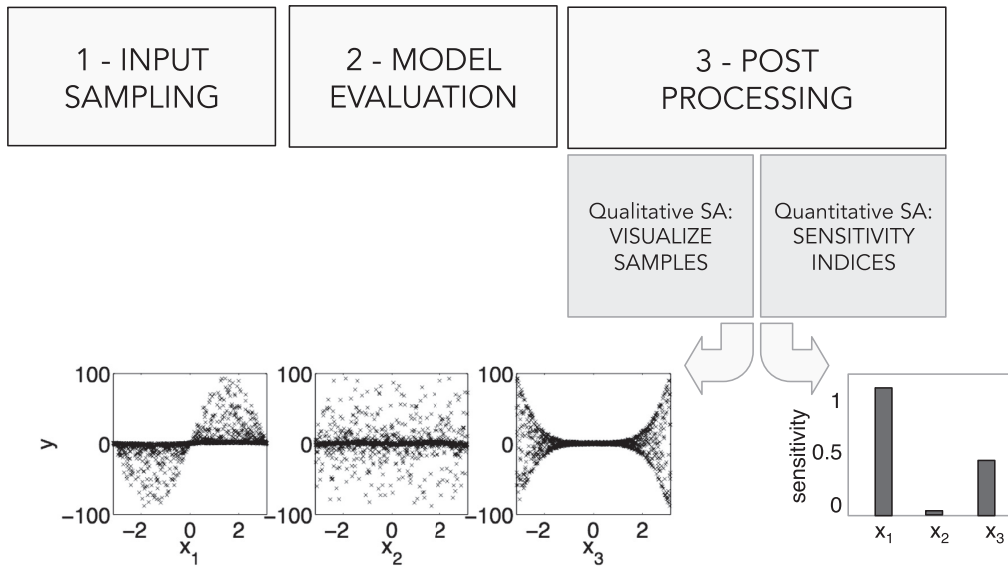 1 - INPUT
SAMPLING
2 - MODEL
EVALUATION
3 - POST
PROCESSING
Qualitative SA:
VISUALIZE
SAMPLES
Quantitative SA:
SENSITIVITY
INDICES
100
0
−100
y
−2 0 2
x1
100
0
−100
−2 0 2
x2
100
0
−100
−2 0 2
x3
1
0.5
0
sensitivity
x1 x2 x3